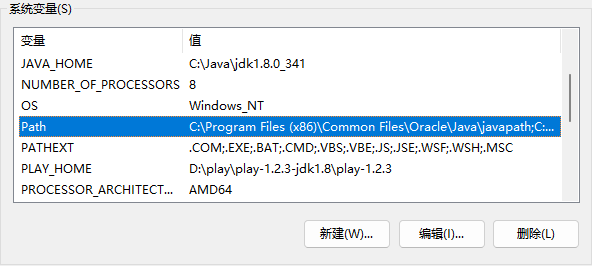 系统变量(S)
变量 值
JAVA_HOME C:\Java\jdk1.8.0_341
NUMBER_OF_PROCESSORS 8
OS Windows_NT
Path C:\Program Files (x86)\Common Files\Oracle\Java\javapath;C:...
PATHEXT .COM;.EXE;.BAT;.CMD;.VBS;.VBE;.JS;.JSE;.WSF;.WSH;.MSC
PLAY_HOME D:\play\play-1.2.3-jdk1.8\play-1.2.3
PROCESSOR_ARCHITECT... AMD64
新建(W)... 编辑(I)... 删除(L)